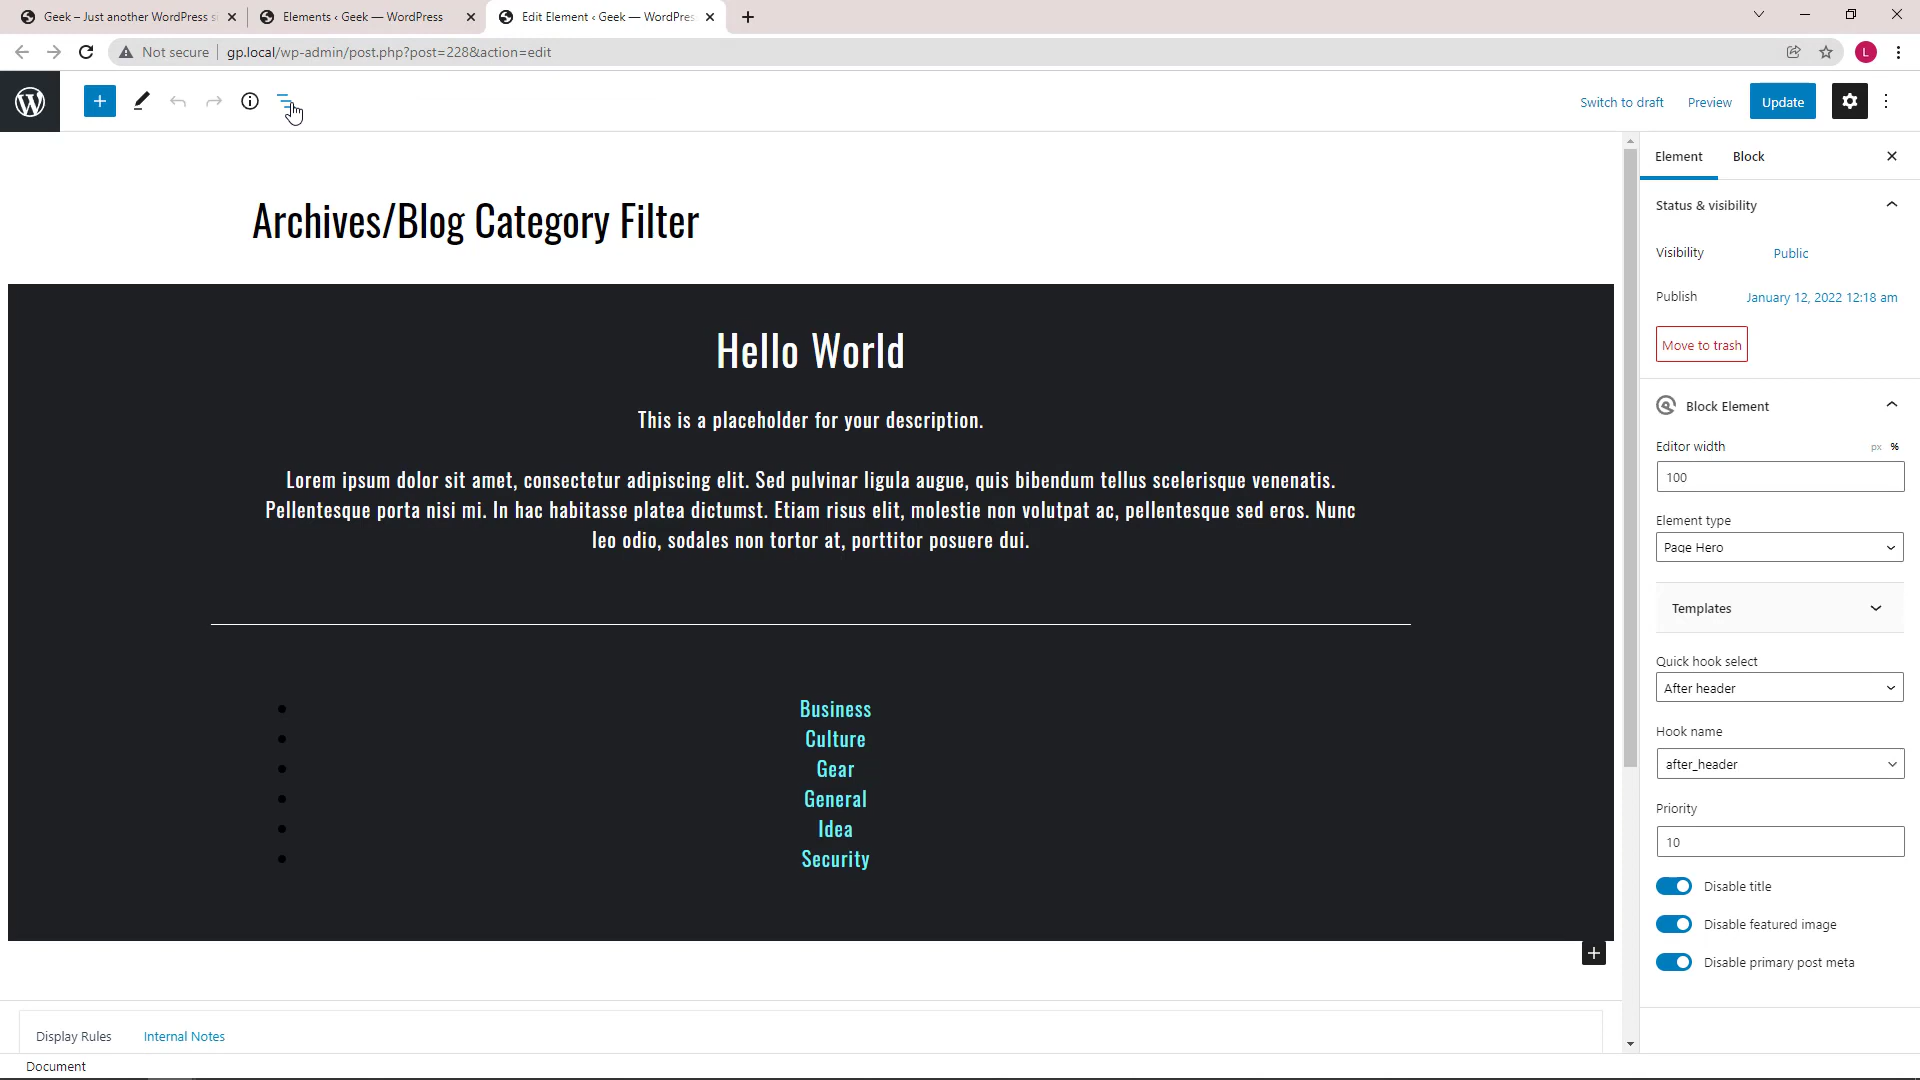 Geek – Just another WordPress s
Elements ‹ Geek — WordPress
Edit Element ‹ Geek — WordPres
Not secure
gp.local/wp-admin/post.php?post=228&action=edit
L
Switch to draft
Preview
Update
Element
Block
Archives/Blog Category Filter
Status & visibility
Visibility
Public
Publish
January 12, 2022 12:18 am
Move to trash
Hello World
This is a placeholder for your description.
Lorem ipsum dolor sit amet, consectetur adipiscing elit. Sed pulvinar ligula augue, quis bibendum tellus scelerisque venenatis.
Pellentesque porta nisi mi. In hac habitasse platea dictumst. Etiam risus elit, molestie non volutpat ac, pellentesque sed eros. Nunc
leo odio, sodales non tortor at, porttitor posuere dui.
Business
Culture
Gear
General
Idea
Security
Block Element
Editor width
px %
100
Element type
Page Hero
Templates
Quick hook select
After header
Hook name
after_header
Priority
10
Disable title
Disable featured image
Disable primary post meta
Display Rules
Internal Notes
Document